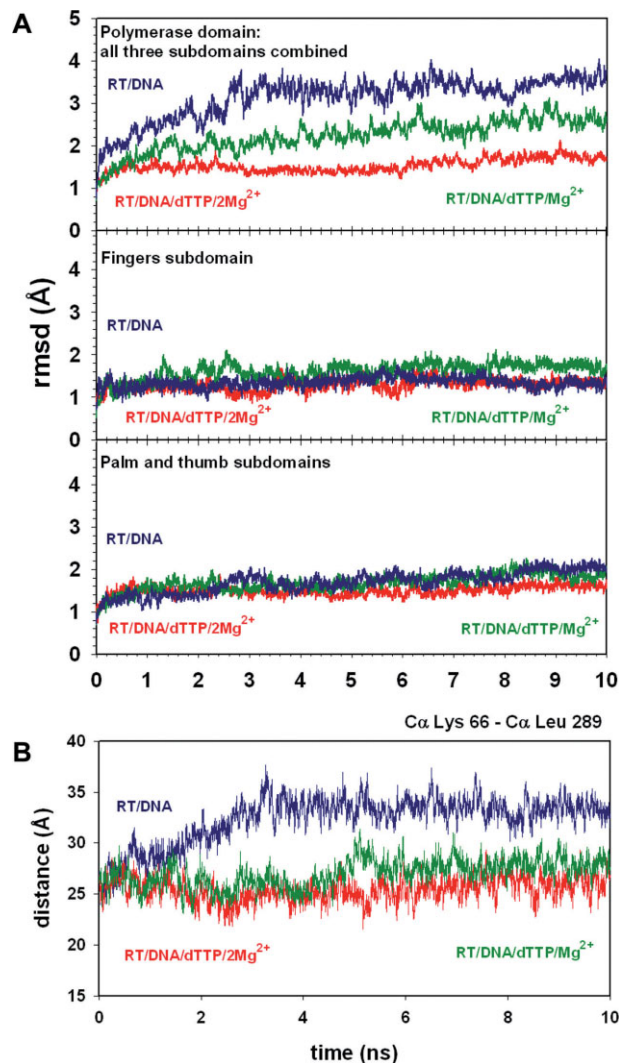 A
Polymerase domain:
all three subdomains combined
RT/DNA
RT/DNA/dTTP/2Mg²⁺
RT/DNA/dTTP/Mg²⁺
5
4
3
2
1
0
Fingers subdomain
RT/DNA
RT/DNA/dTTP/2Mg²⁺
RT/DNA/dTTP/Mg²⁺
4
3
2
1
0
rmsd (Å)
Palm and thumb subdomains
RT/DNA
RT/DNA/dTTP/2Mg²⁺
RT/DNA/dTTP/Mg²⁺
4
3
2
1
0
0 1 2 3 4 5 6 7 8 9 10
B
Cα Lys 66 - Cα Leu 289
RT/DNA
RT/DNA/dTTP/2Mg²⁺
RT/DNA/dTTP/Mg²⁺
40
35
30
25
20
15
distance (Å)
0 2 4 6 8 10
time (ns)